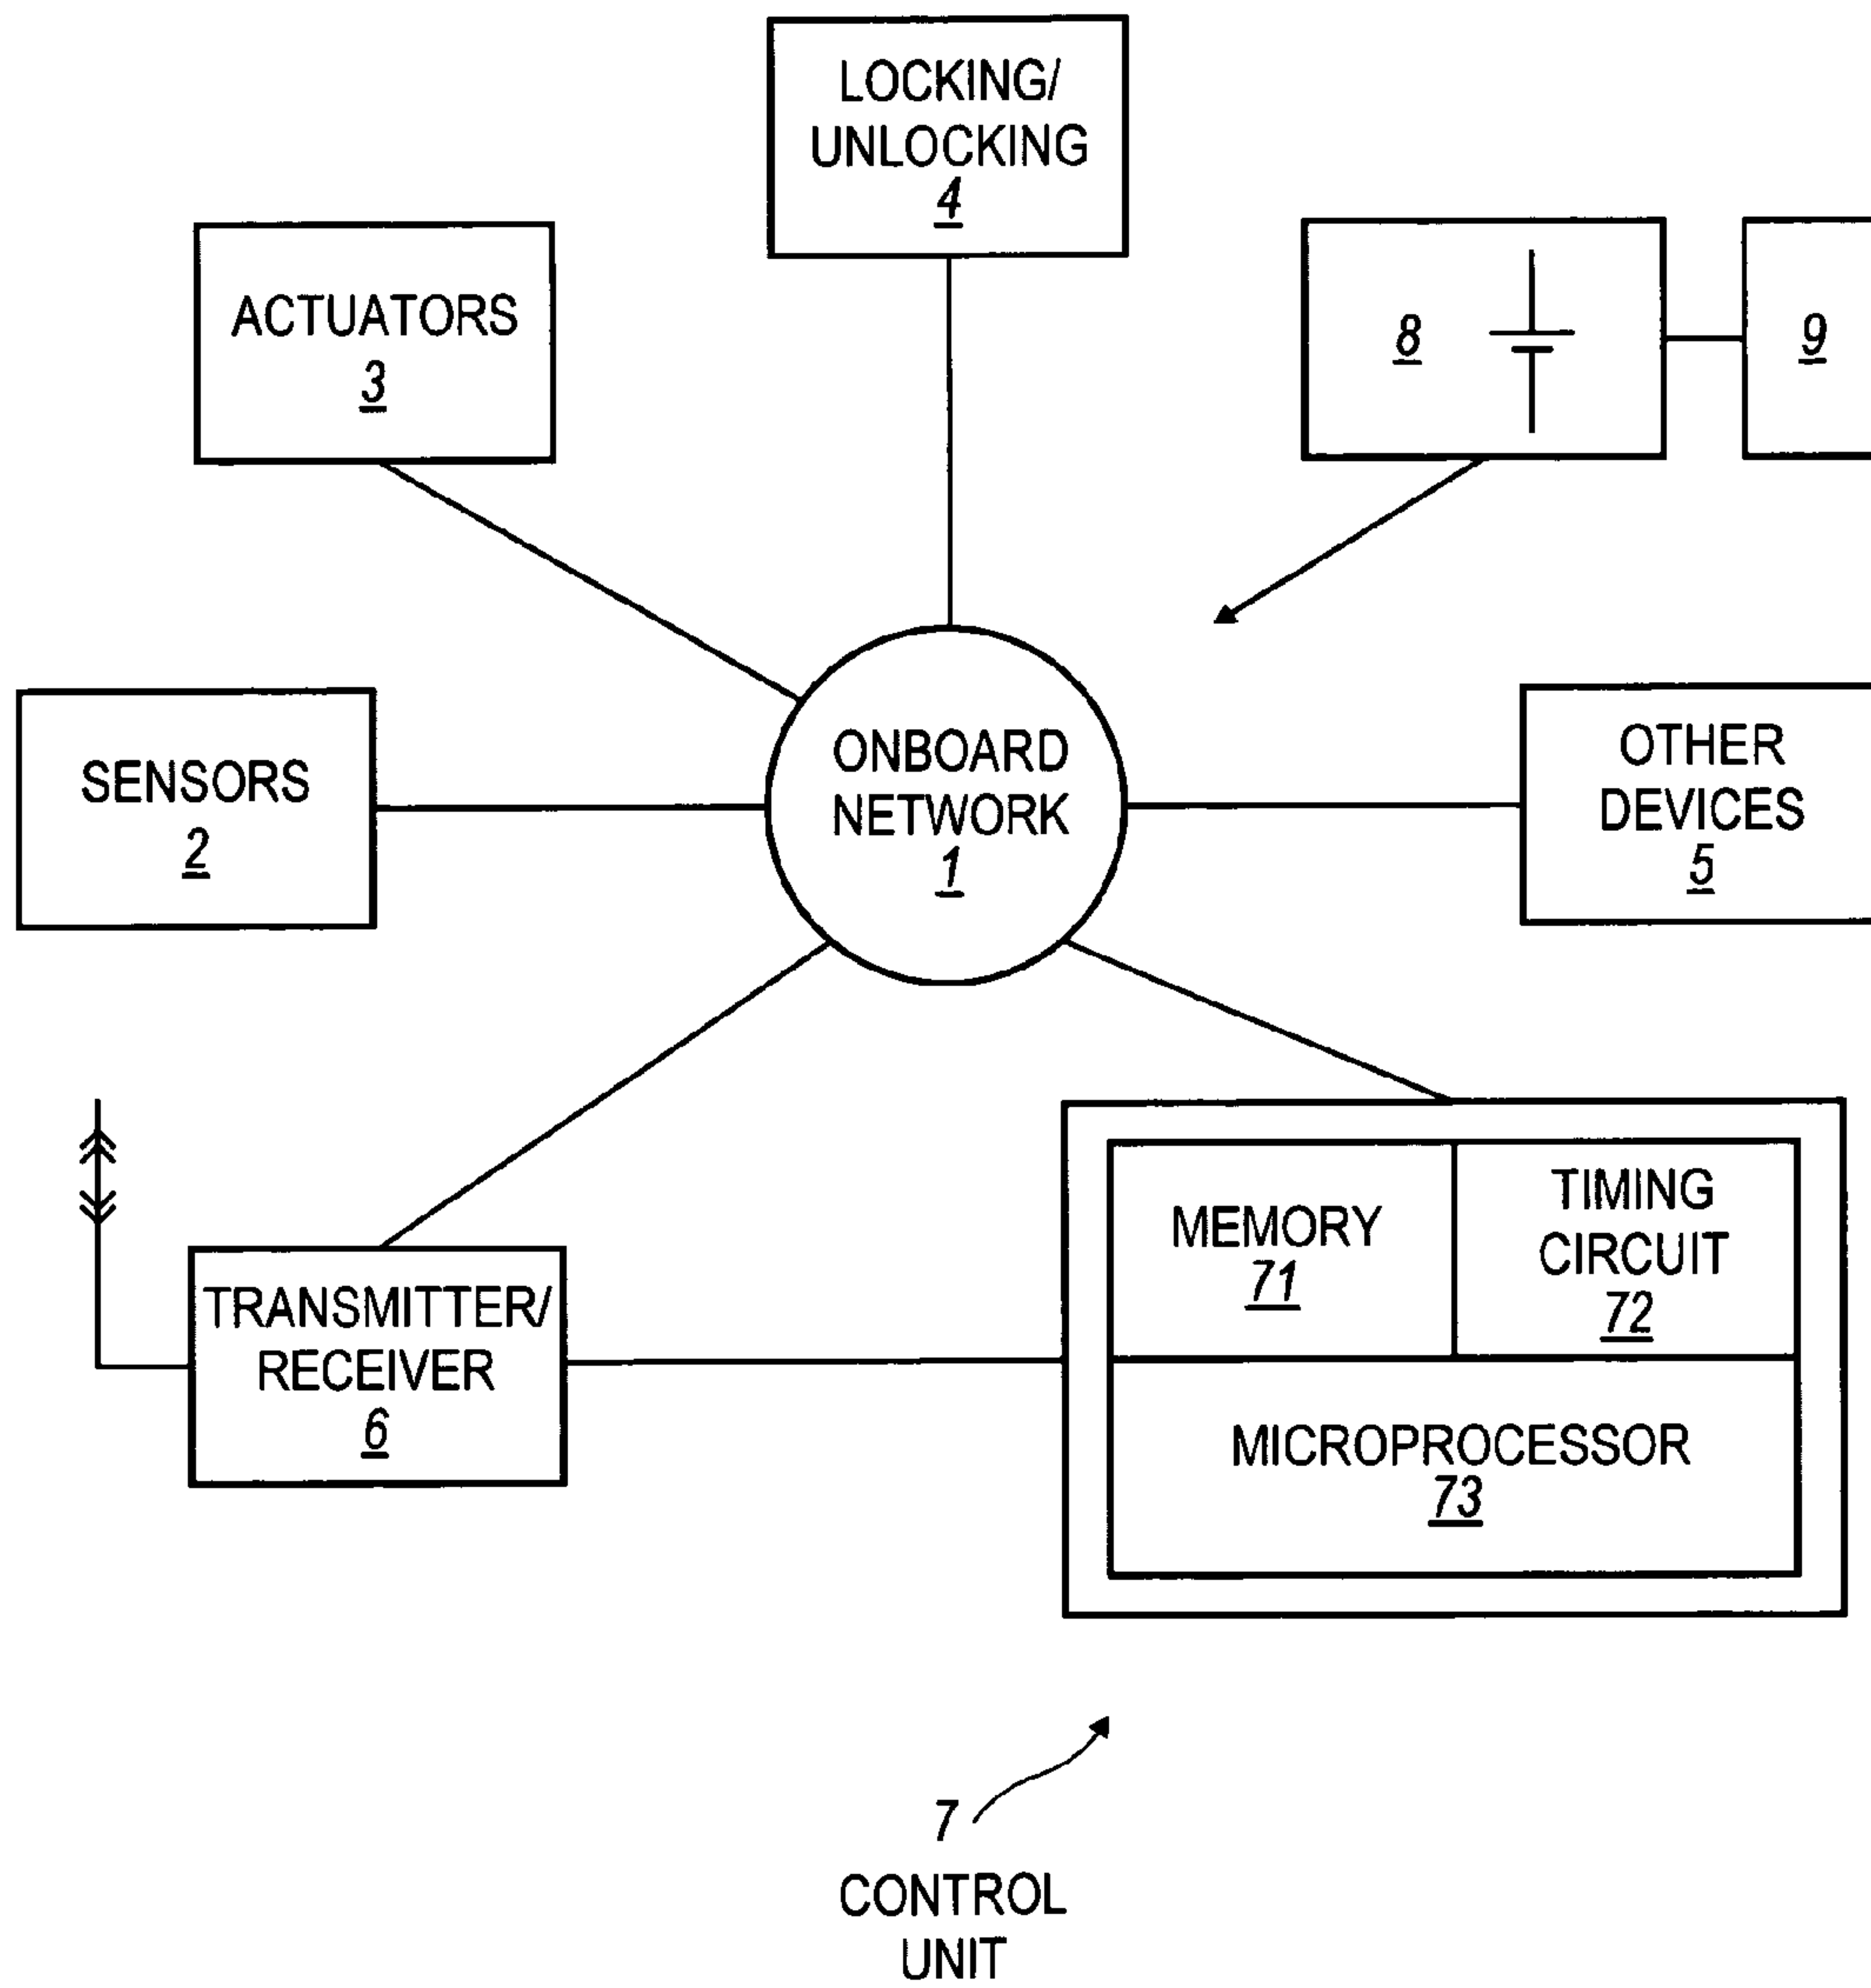 LOCKING/
UNLOCKING
4
ACTUATORS
3
8
9
SENSORS
2
ONBOARD
NETWORK
1
OTHER
DEVICES
5
TRANSMITTER/
RECEIVER
6
MEMORY
71
TIMING
CIRCUIT
72
MICROPROCESSOR
73
7
CONTROL
UNIT